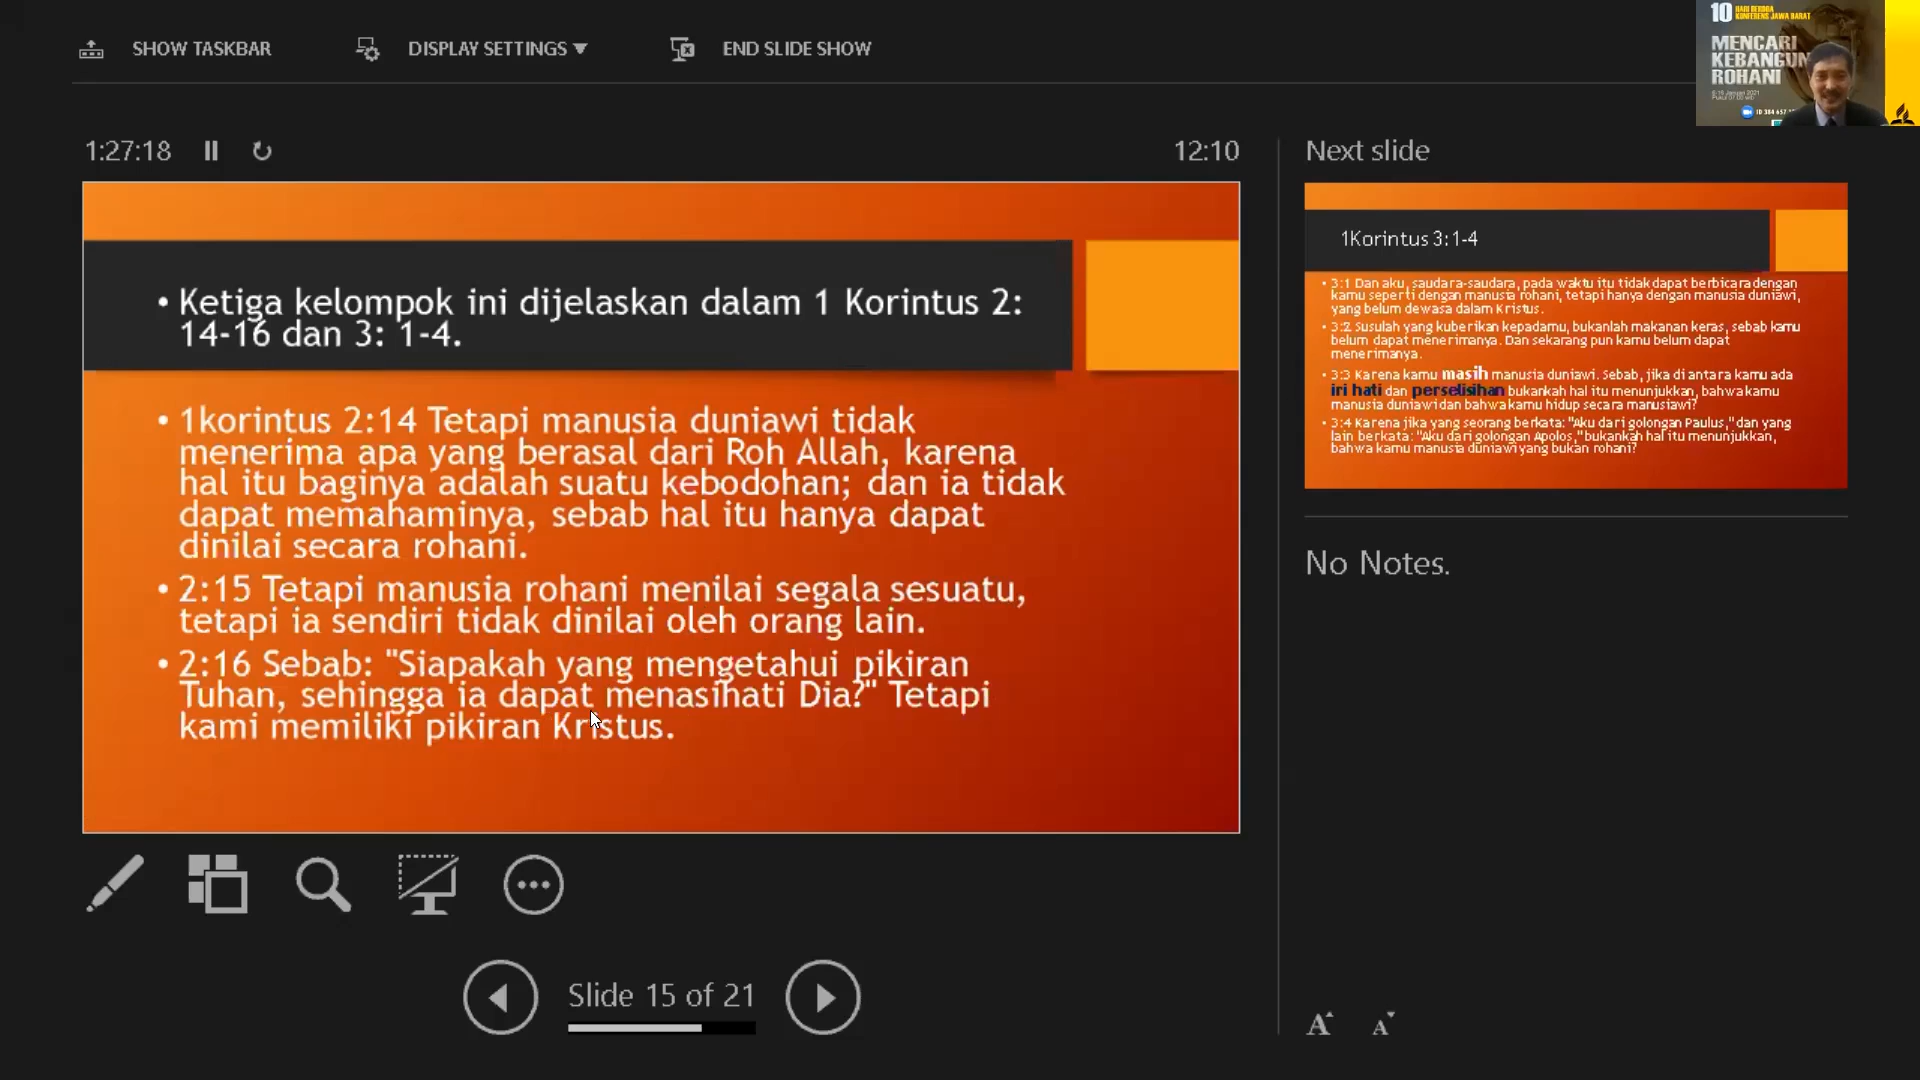 SHOW TASKBAR
DISPLAY SETTINGS
END SLIDE SHOW
10 HARI BERDOA
KONFERENS JAWA BARAT
MENCARI
KEBANGUN
ROHANI
1:27:18
12:10
Next slide
• Ketiga kelompok ini dijelaskan dalam 1 Korintus 2:
14-16 dan 3: 1-4.
• 1korintus 2:14 Tetapi manusia duniawi tidak
menerima apa yang berasal dari Roh Allah, karena
hal itu baginya adalah suatu kebodohan; dan ia tidak
dapat memahaminya, sebab hal itu hanya dapat
dinilai secara rohani.
• 2:15 Tetapi manusia rohani menilai segala sesuatu,
tetapi ia sendiri tidak dinilai oleh orang lain.
• 2:16 Sebab: "Siapakah yang mengetahui pikiran
Tuhan, sehingga ia dapat menasihati Dia?" Tetapi
kami memiliki pikiran Kristus.
1Korintus 3: 1-4
• 3:1 Dan aku, saudara-saudara, pada waktu itu tidak dapat berbicara dengan
kamu seperti dengan manusia rohani, tetapi hanya dengan manusia duniawi,
yang belum dewasa dalam Kristus.
• 3:2 Susulah yang kuberikan kepadamu, bukanlah makanan keras, sebab kamu
belum dapat menerimanya. Dan sekarang pun kamu belum dapat
menerimanya.
• 3:3 Karena kamu masih manusia duniawi. Sebab, jika di antara kamu ada
iri hati dan perselisihan bukankah hal itu menunjukkan, bahwa kamu
manusia duniawi dan bahwa kamu hidup secara manusiawi?
• 3:4 Karena jika yang seorang berkata: "Aku dari golongan Paulus," dan yang
lain berkata: "Aku dari golongan Apolos," bukankah hal itu menunjukkan,
bahwa kamu manusia duniawi yang bukan rohani?
No Notes.
Slide 15 of 21
A A